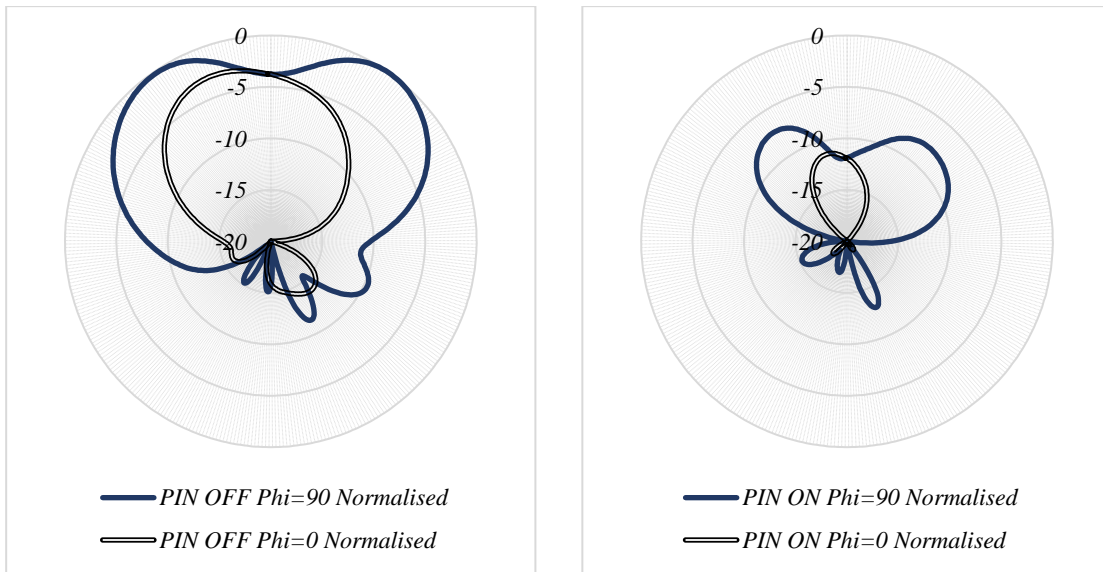 0
-5
-10
-15
-20
PIN OFF Phi=90 Normalised
PIN OFF Phi=0 Normalised
0
-5
-10
-15
-20
PIN ON Phi=90 Normalised
PIN ON Phi=0 Normalised